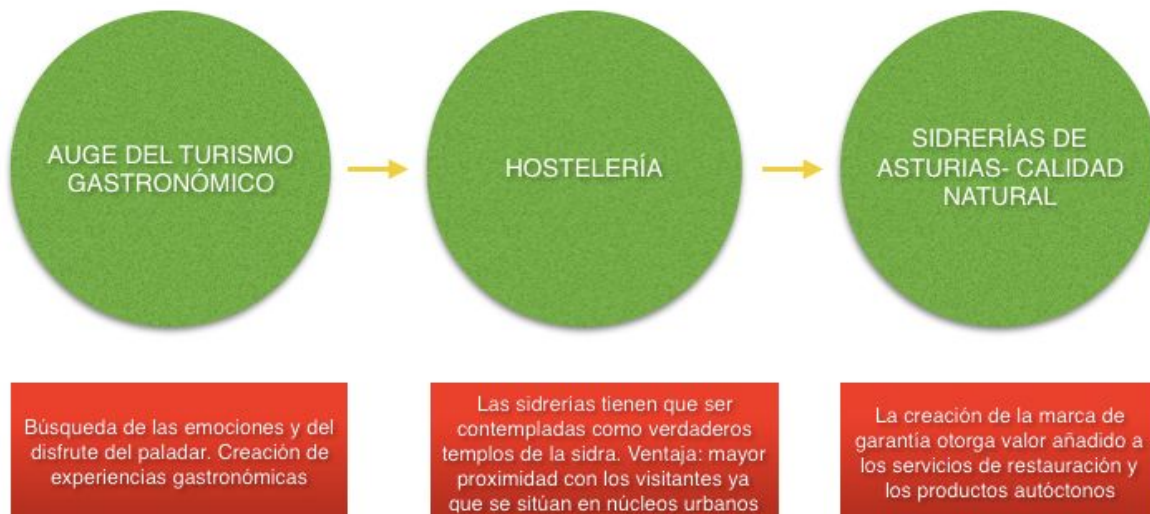 AUGE DEL TURISMO
GASTRONÓMICO
HOSTELERÍA
SIDRERÍAS DE
ASTURIAS- CALIDAD
NATURAL
Búsqueda de las emociones y del
disfrute del paladar. Creación de
experiencias gastronómicas
Las sidrerías tienen que ser
contempladas como verdaderos
templos de la sidra. Ventaja: mayor
proximidad con los visitantes ya
que se sitúan en núcleos urbanos
La creación de la marca de
garantía otorga valor añadido a
los servicios de restauración y
los productos autóctonos